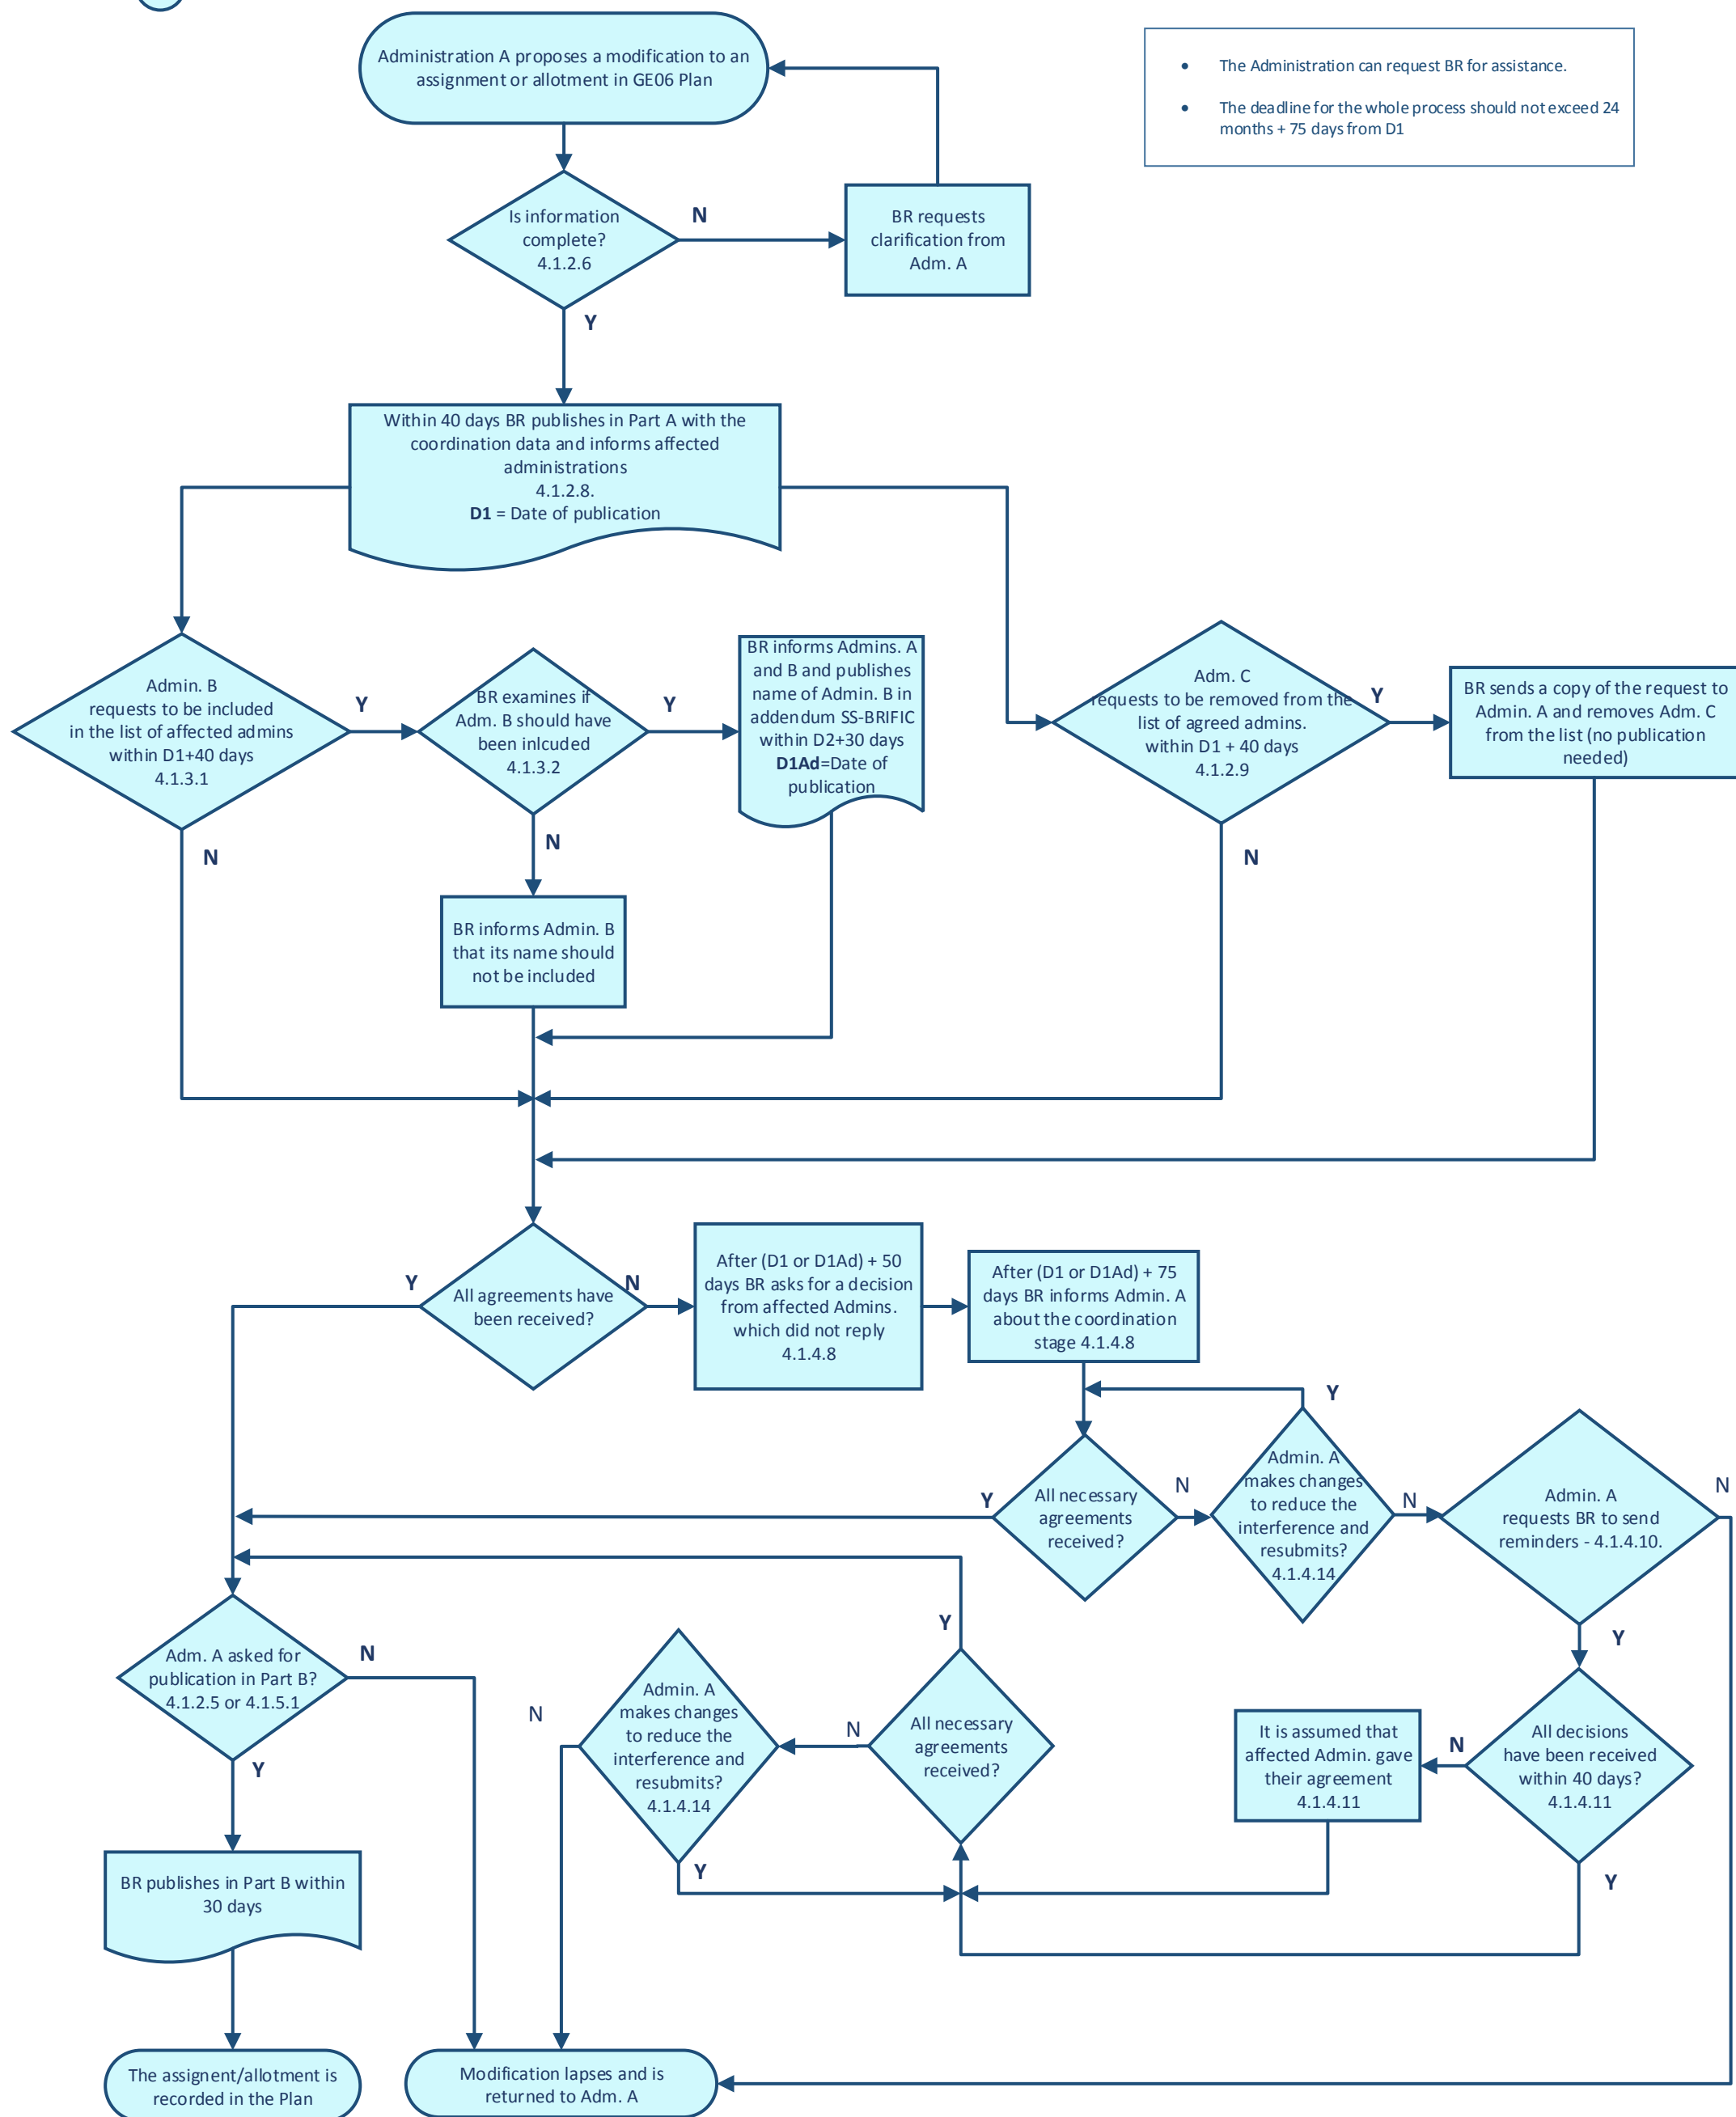 Administration A proposes a modification to an
assignment or allotment in GE06 Plan
• The Administration can request BR for assistance.
• The deadline for the whole process should not exceed 24
months + 75 days from D1
Is information
complete?
4.1.2.6
N
BR requests
clarification from
Adm. A
Y
Within 40 days BR publishes in Part A with the
coordination data and informs affected
administrations
4.1.2.8.
D1 = Date of publication
Admin. B
requests to be included
in the list of affected admins
within D1+40 days
4.1.3.1
Y
N
BR examines if
Adm. B should have
been inlcuded
4.1.3.2
Y
N
BR informs Admins. A
and B and publishes
name of Admin. B in
addendum SS-BRIFIC
within D2+30 days
D1Ad=Date of
publication
Adm. C
requests to be removed from the
list of agreed admins.
within D1 + 40 days
4.1.2.9
Y
N
BR sends a copy of the request to
Admin. A and removes Adm. C
from the list (no publication
needed)
BR informs Admin. B
that its name should
not be included
Y
All agreements have
been received?
N
After (D1 or D1Ad) + 50
days BR asks for a decision
from affected Admins.
which did not reply
4.1.4.8
After (D1 or D1Ad) + 75
days BR informs Admin. A
about the coordination
stage 4.1.4.8
Y
All necessary
agreements
received?
N
Y
Admin. A
makes changes
to reduce the
interference and
resubmits?
4.1.4.14
N
Admin. A
requests BR to send
reminders - 4.1.4.10.
N
Y
Adm. A asked for
publication in Part B?
4.1.2.5 or 4.1.5.1
N
Y
N
Admin. A
makes changes
to reduce the
interference and
resubmits?
4.1.4.14
Y
N
Y
All necessary
agreements
received?
It is assumed that
affected Admin. gave
their agreement
4.1.4.11
N
All decisions
have been received
within 40 days?
4.1.4.11
Y
BR publishes in Part B within
30 days
The assignent/allotment is
recorded in the Plan
Modification lapses and is
returned to Adm. A